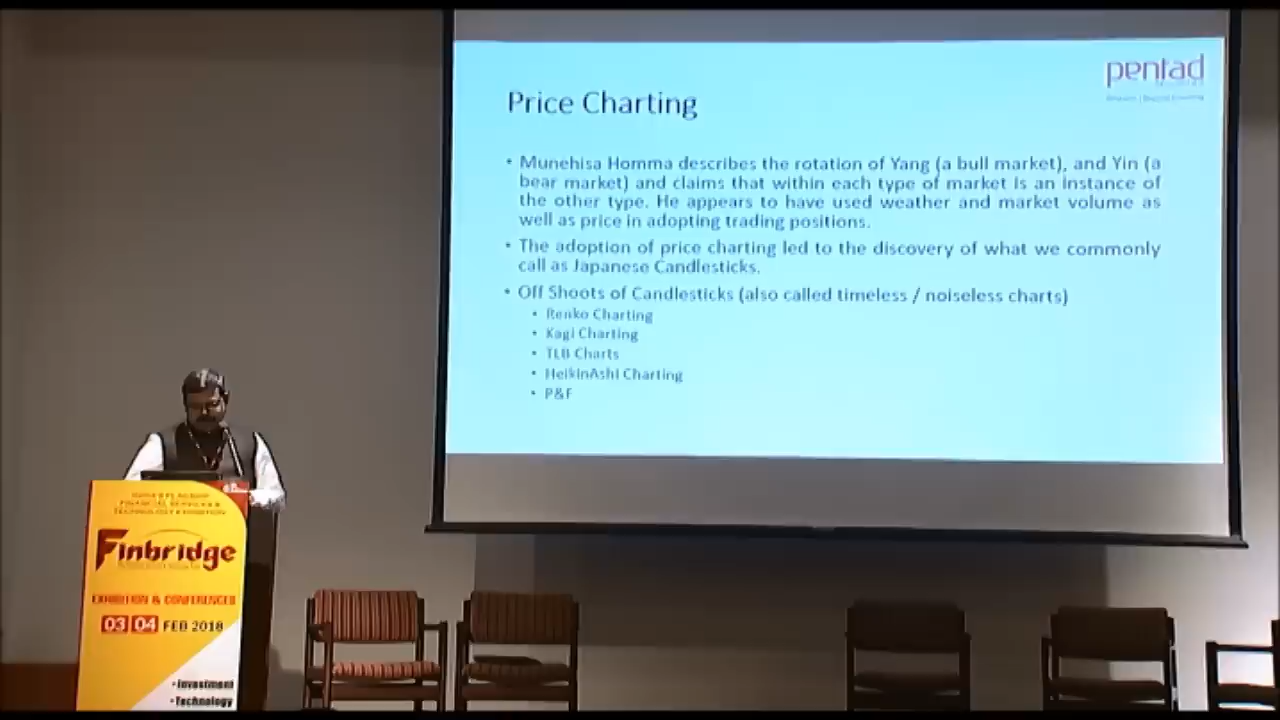 pentad
Price Charting
• Munehisa Homma describes the rotation of Yang (a bull market), and Yin (a
bear market) and claims that within each type of market is an instance of
the other type. He appears to have used weather and market volume as
well as price in adopting trading positions.
• The adoption of price charting led to the discovery of what we commonly
call as Japanese Candlesticks.
• Off Shoots of Candlesticks (also called timeless / noiseless charts)
• Renko Charting
• Kagi Charting
• TLB Charts
• HeikinAshi Charting
• P&F
FINANCIAL SERVICES &
TECHNOLOGY EXHIBITION
Finbridge
EXHIBITION & CONFERENCES
03 04 FEB 2018
• Investment
• Technology